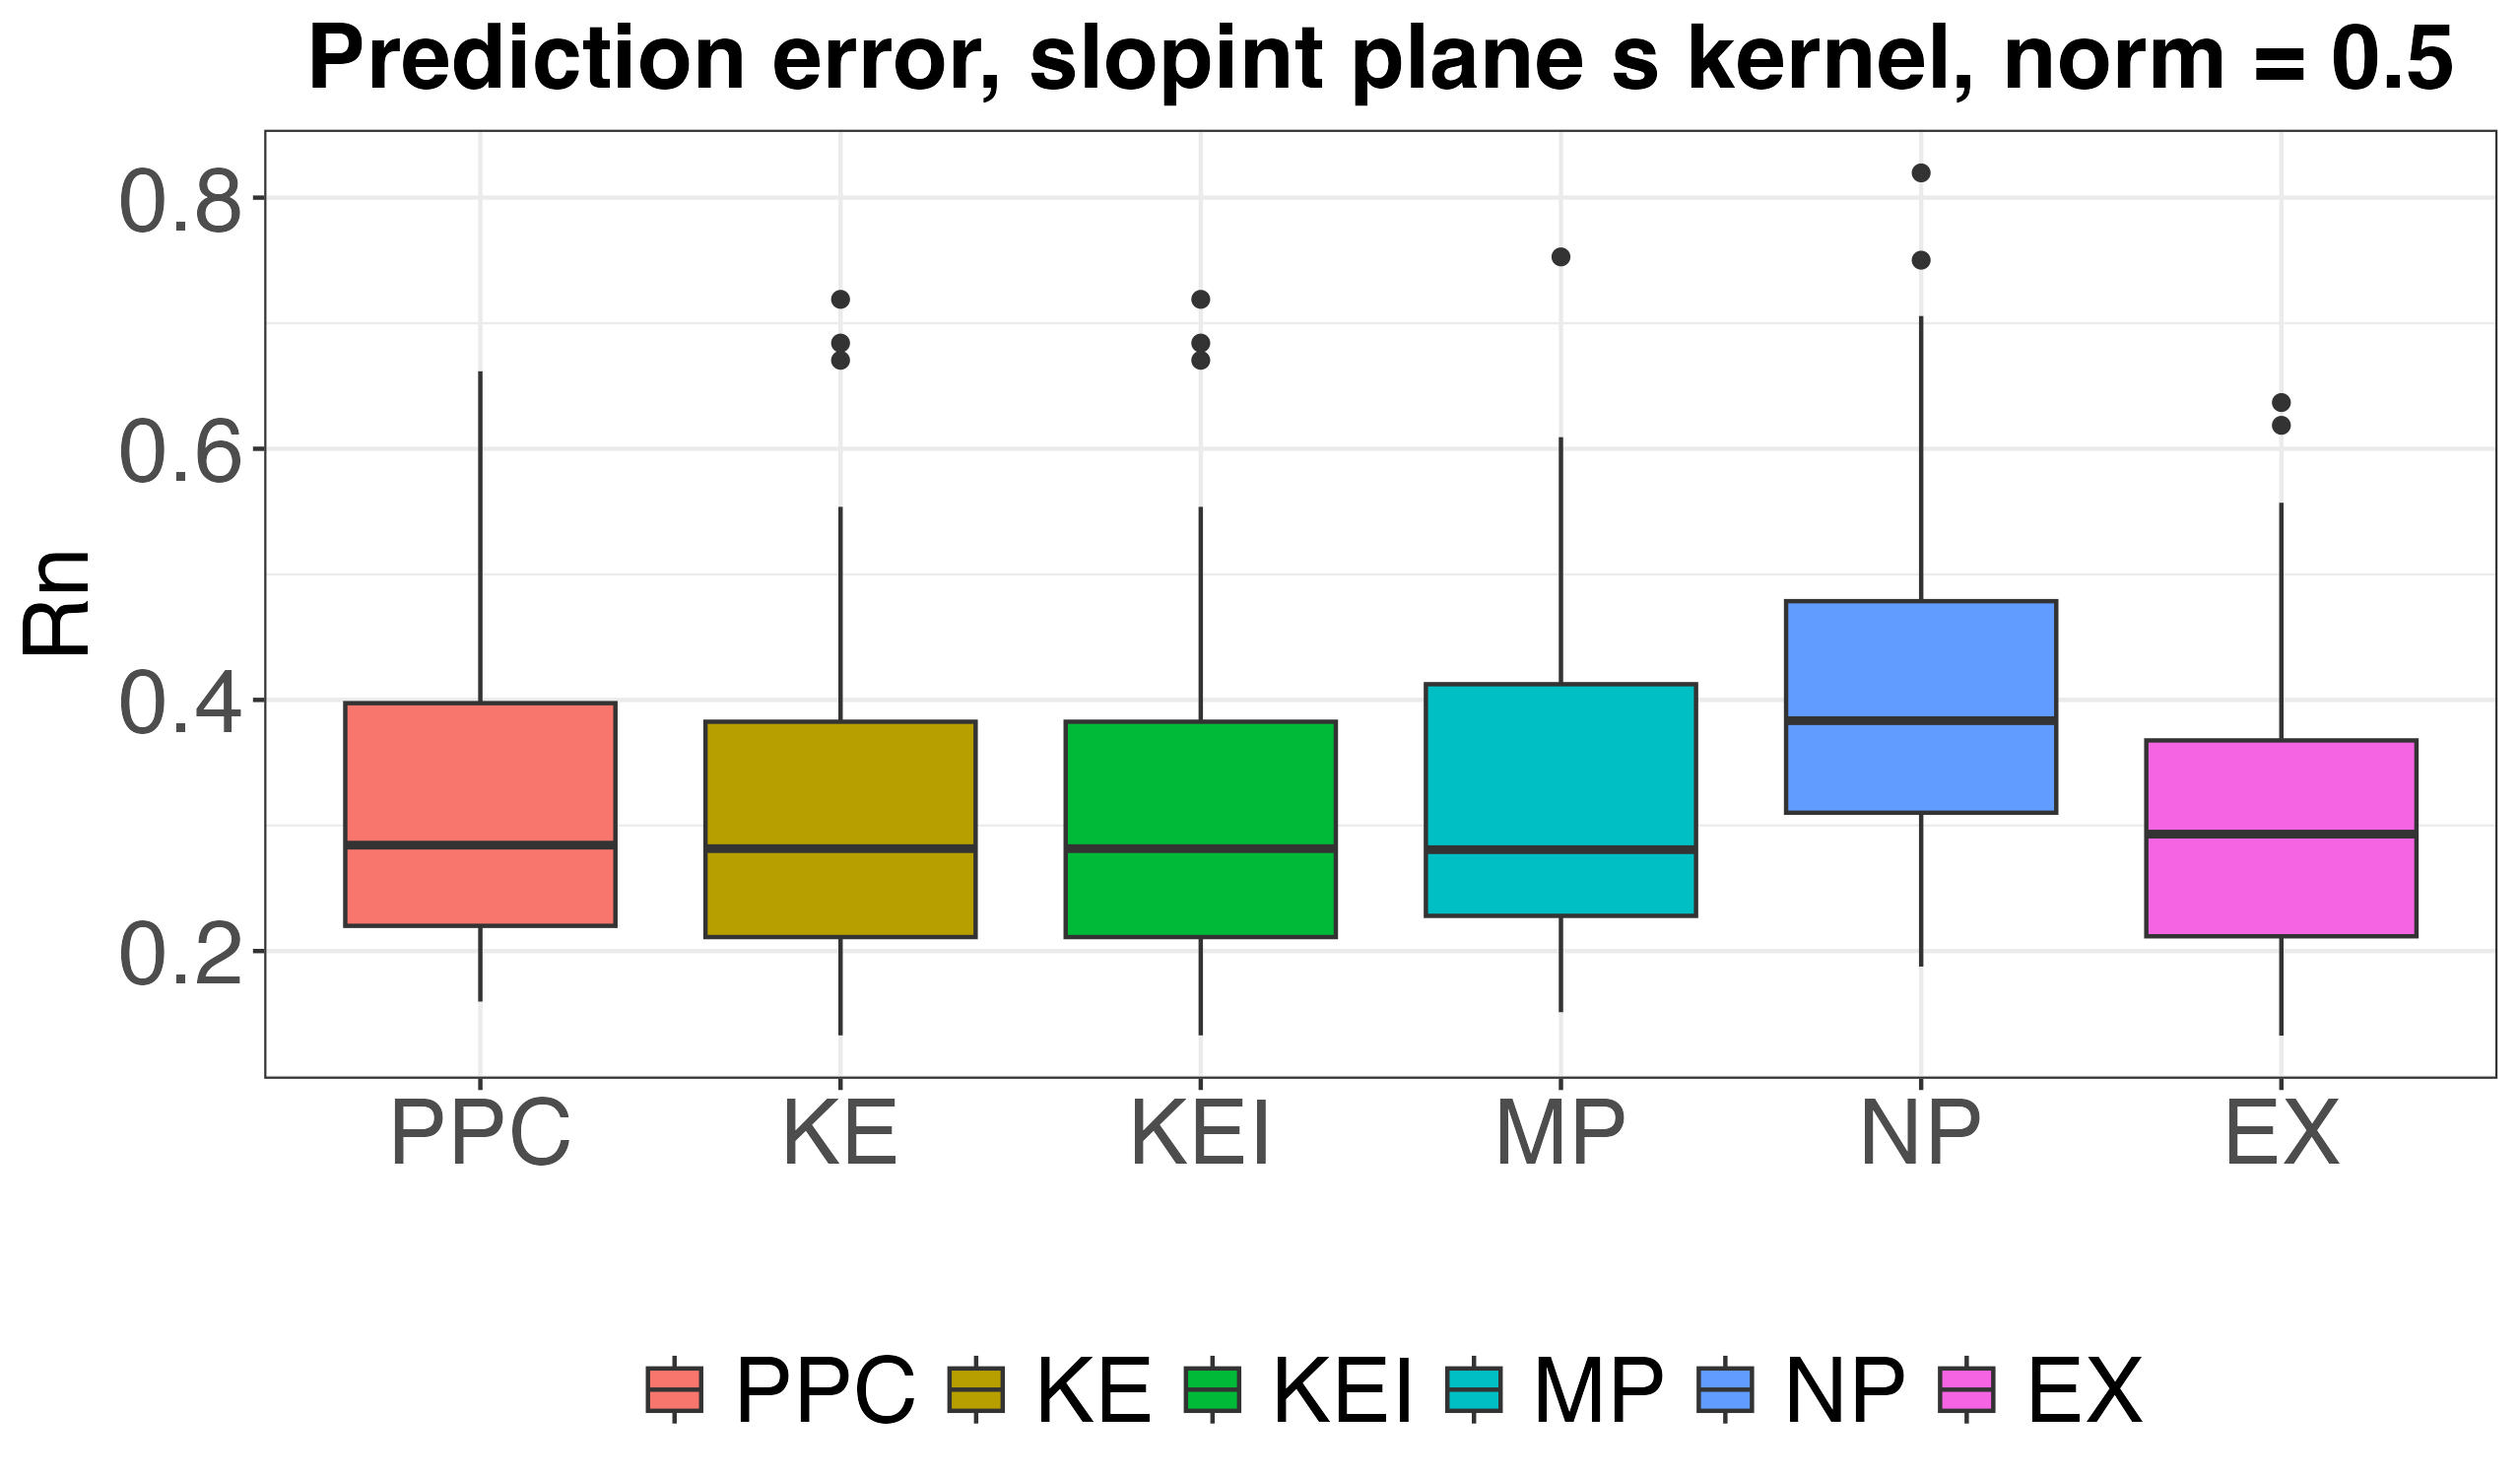 Prediction error, slopint plane s kernel, norm = 0.5
Rn
0.8
0.6
0.4
0.2
PPC KE KEI MP NP EX
PPC KE KEI MP NP EX